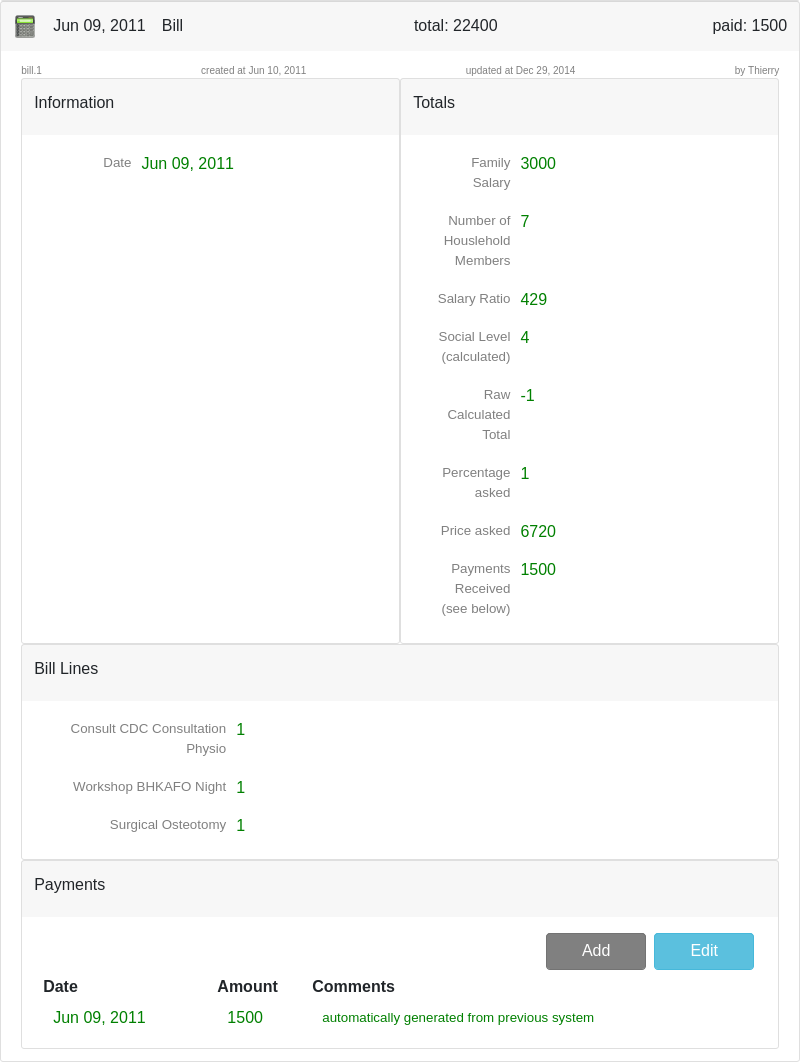 Jun 09, 2011 Bill total: 22400 paid: 1500
bill.1 created at Jun 10, 2011 updated at Dec 29, 2014 by Thierry
Information
Date Jun 09, 2011
Totals
Family 3000
Salary
Number of 7
Houslehold
Members
Salary Ratio 429
Social Level 4
(calculated)
Raw -1
Calculated
Total
Percentage 1
asked
Price asked 6720
Payments 1500
Received
(see below)
Bill Lines
Consult CDC Consultation 1
Physio
Workshop BHKAFO Night 1
Surgical Osteotomy 1
Payments
Add Edit
Date Amount Comments
Jun 09, 2011 1500 automatically generated from previous system